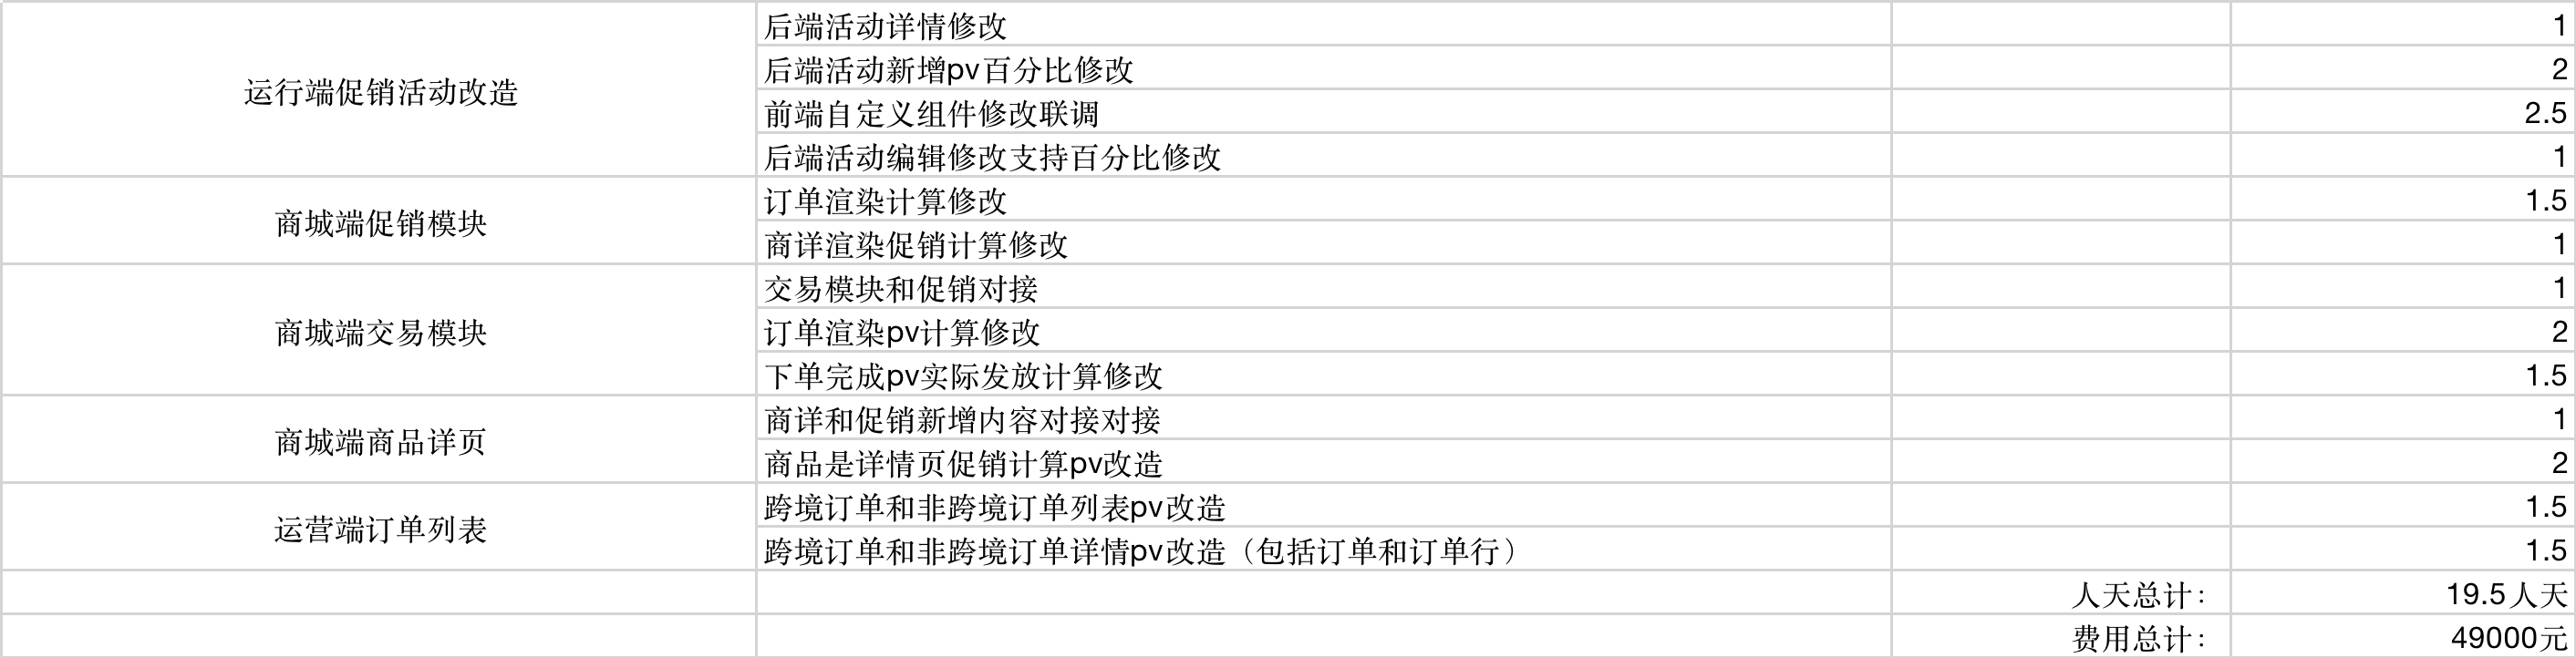 运行端促销活动改造
后端活动详情修改
1
后端活动新增pv百分比修改
2
前端自定义组件修改联调
2.5
后端活动编辑修改支持百分比修改
1
商城端促销模块
订单渲染计算修改
1.5
商详渲染促销计算修改
1
商城端交易模块
交易模块和促销对接
1
订单渲染pv计算修改
2
下单完成pv实际发放计算修改
1.5
商城端商品详页
商详和促销新增内容对接对接
1
商品是详情页促销计算pv改造
2
运营端订单列表
跨境订单和非跨境订单列表pv改造
1.5
跨境订单和非跨境订单详情pv改造（包括订单和订单行）
1.5
人天总计：
19.5人天
费用总计：
49000元